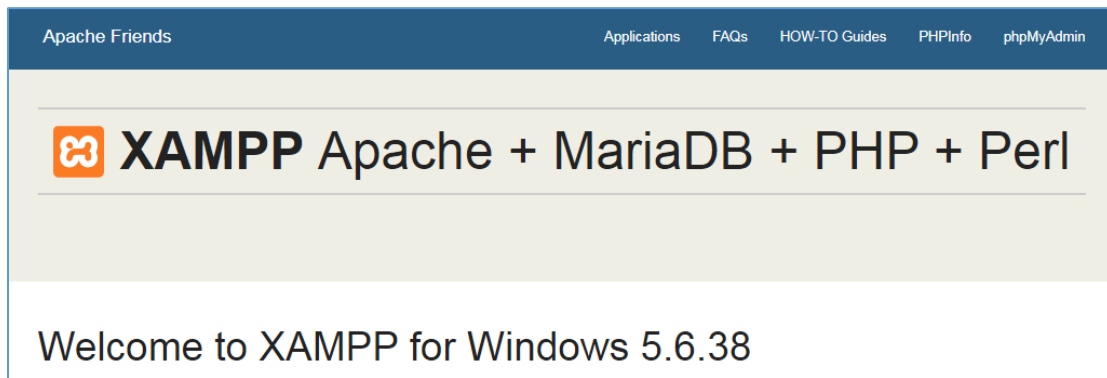 Apache Friends Applications FAQs HOW-TO Guides PHPInfo phpMyAdmin
XAMPP Apache + MariaDB + PHP + Perl
Welcome to XAMPP for Windows 5.6.38